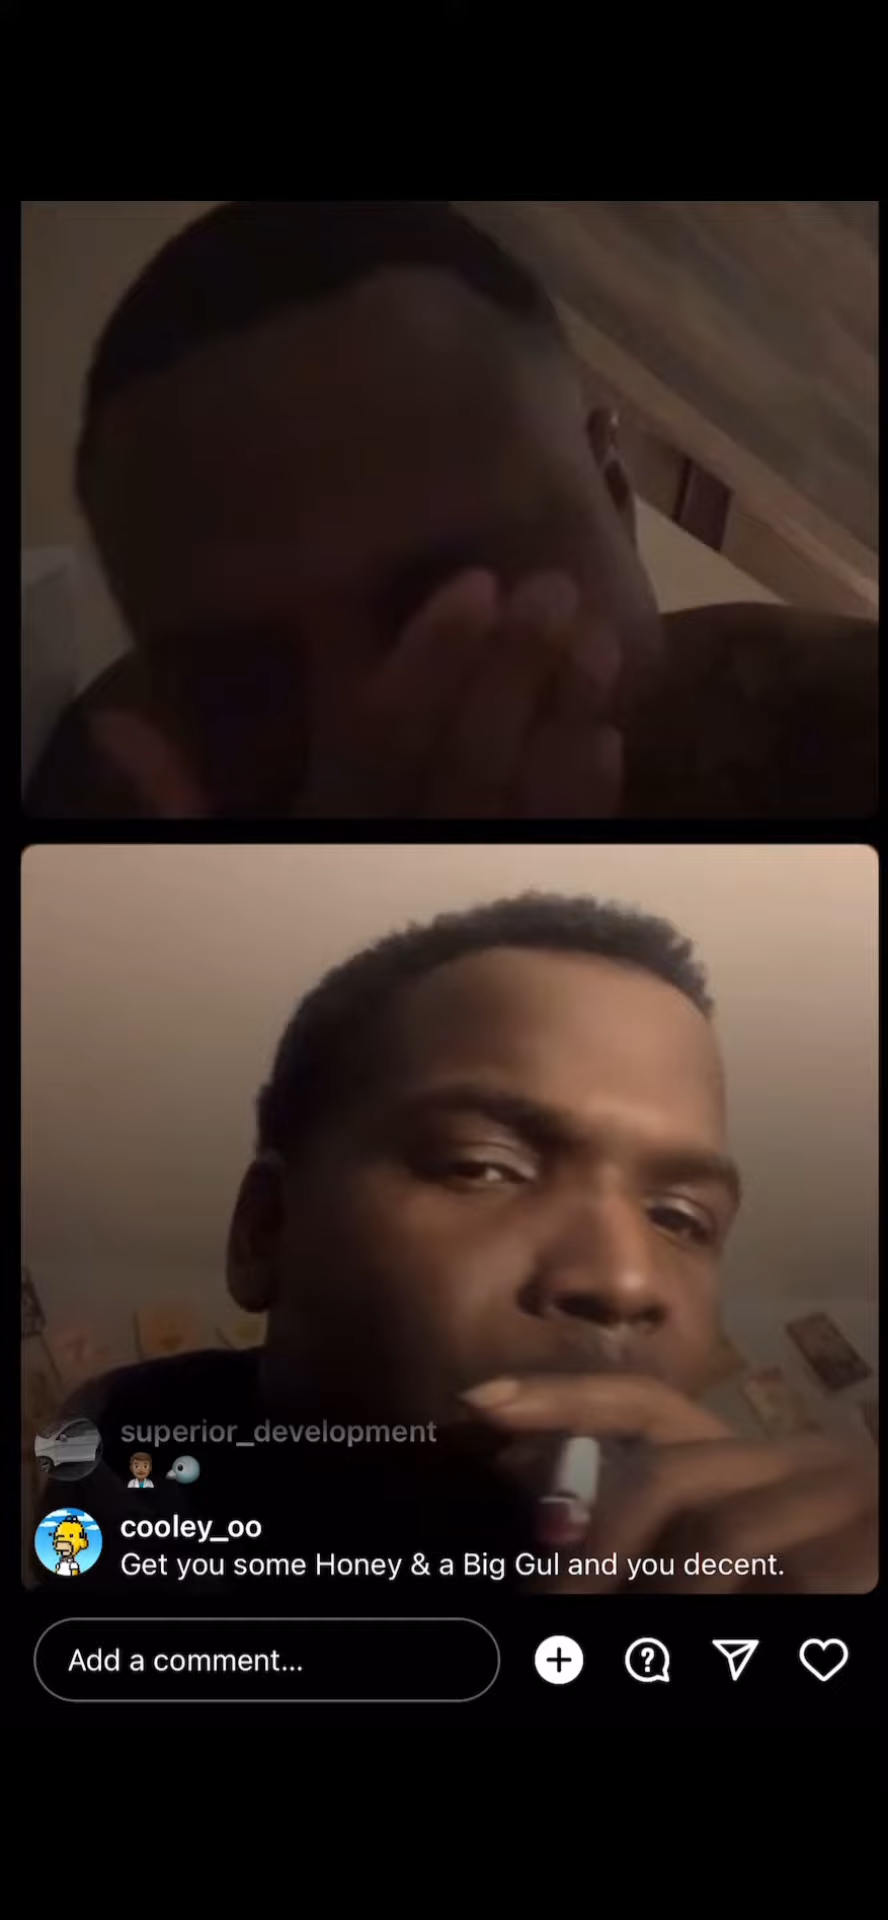 superior_development
👨🏽‍⚕️ 🐦
cooley_oo
Get you some Honey & a Big Gul and you decent.
Add a comment...